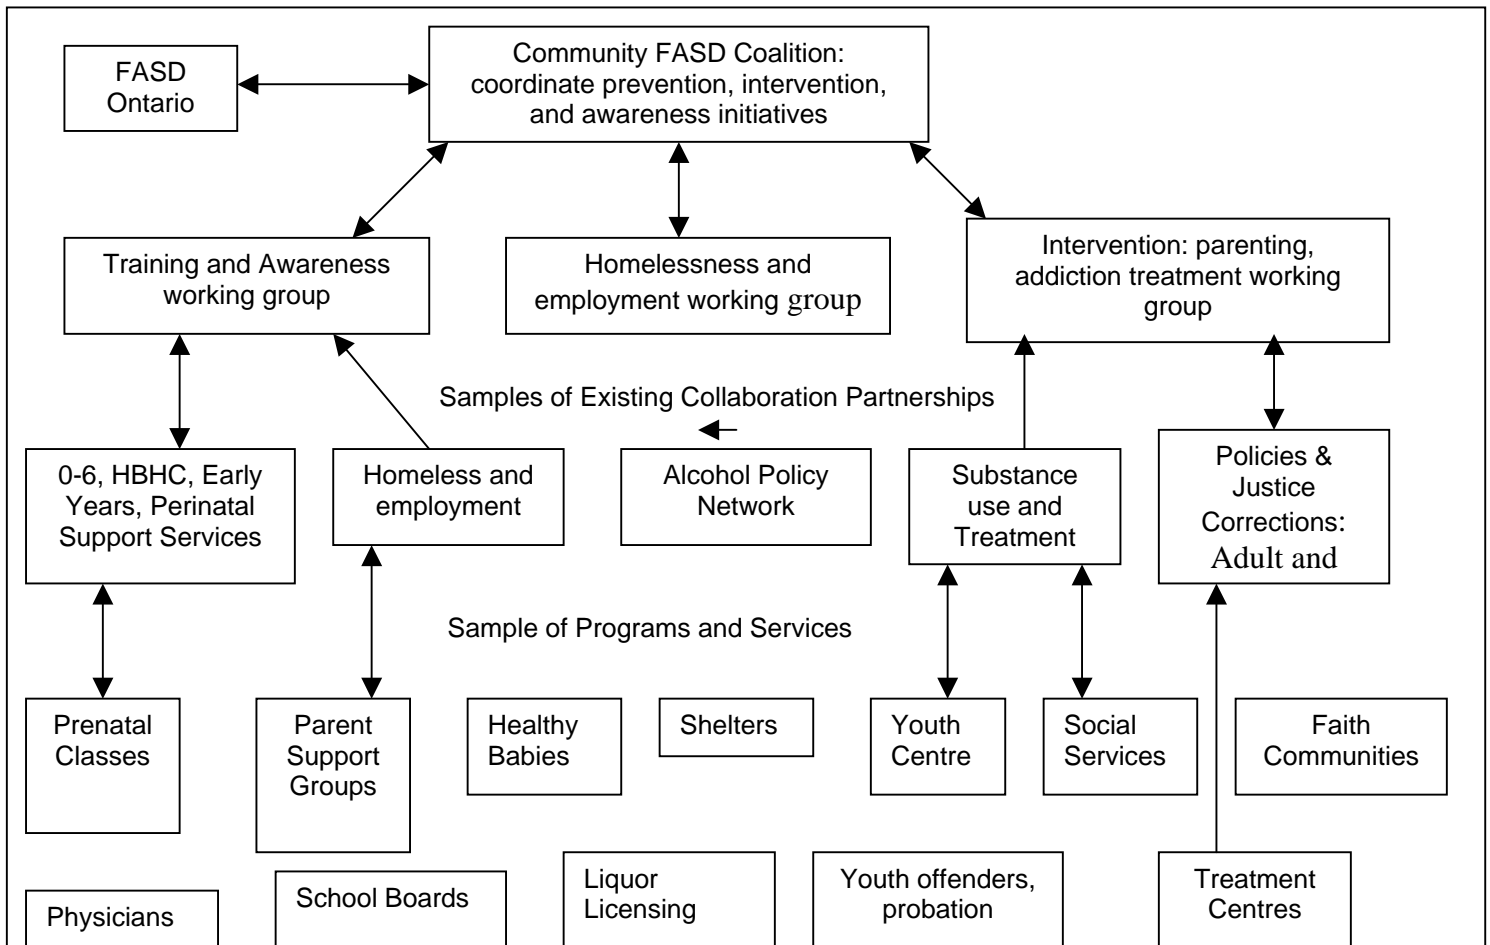 FASD
Ontario
Community FASD Coalition:
coordinate prevention, intervention,
and awareness initiatives
Training and Awareness
working group
Homelessness and
employment working group
Intervention: parenting,
addiction treatment working
group
Samples of Existing Collaboration Partnerships
0-6, HBHC, Early
Years, Perinatal
Support Services
Homeless and
employment
Alcohol Policy
Network
Substance
use and
Treatment
Policies &
Justice
Corrections:
Adult and
Sample of Programs and Services
Prenatal
Classes
Parent
Support
Groups
Healthy
Babies
Shelters
Youth
Centre
Social
Services
Faith
Communities
Physicians
School Boards
Liquor
Licensing
Youth offenders,
probation
Treatment
Centres